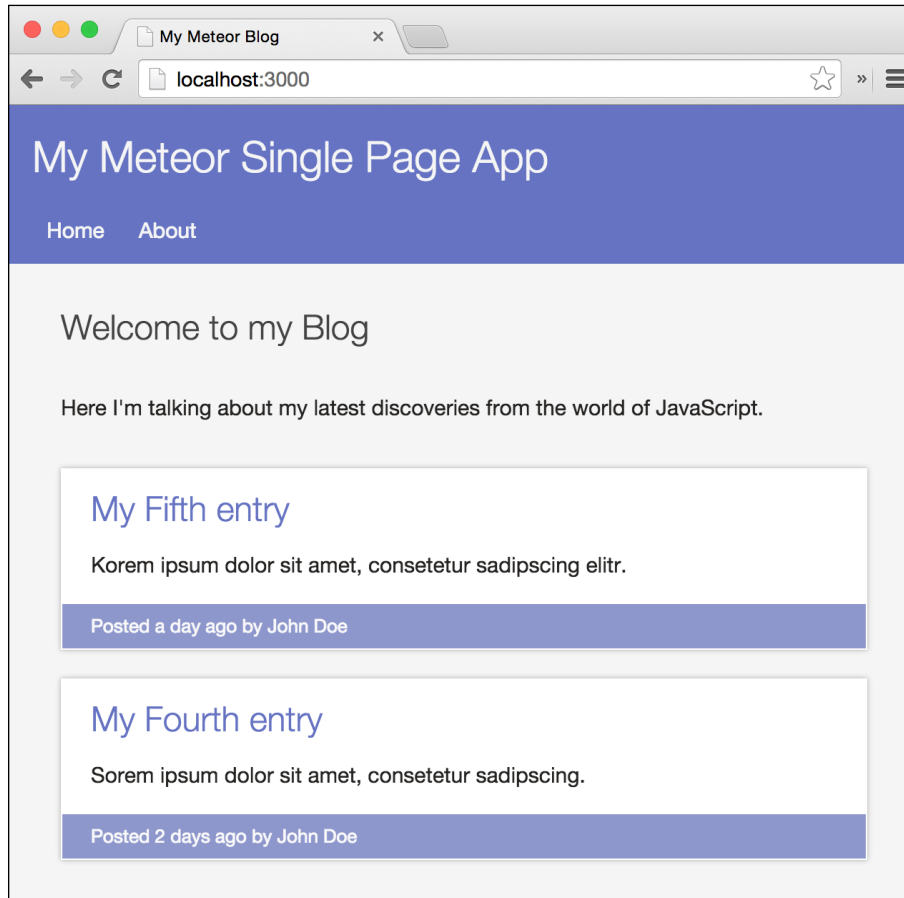 My Meteor Blog
localhost:3000
My Meteor Single Page App
Home About
Welcome to my Blog
Here I'm talking about my latest discoveries from the world of JavaScript.
My Fifth entry
Korem ipsum dolor sit amet, consetetur sadipscing elitr.
Posted a day ago by John Doe
My Fourth entry
Sorem ipsum dolor sit amet, consetetur sadipscing.
Posted 2 days ago by John Doe